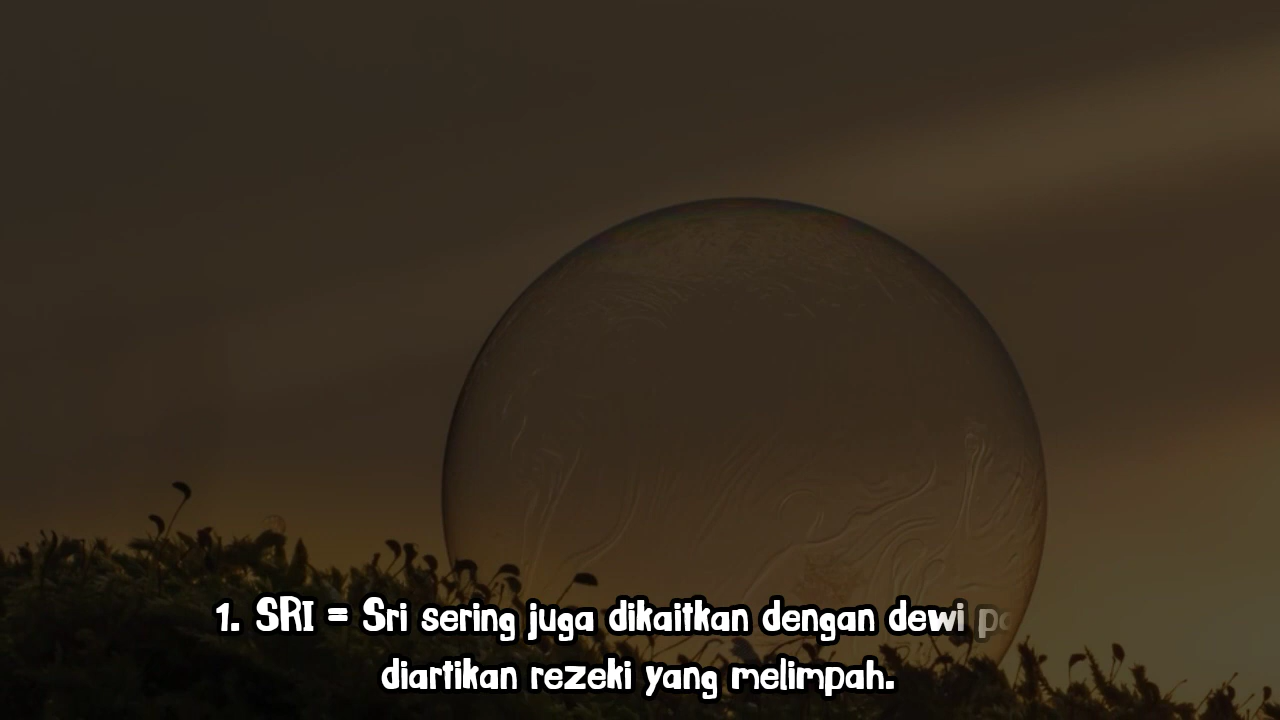 1. SRI = Sri sering juga dikaitkan dengan dewi
diartikan rezeki yang melimpah.